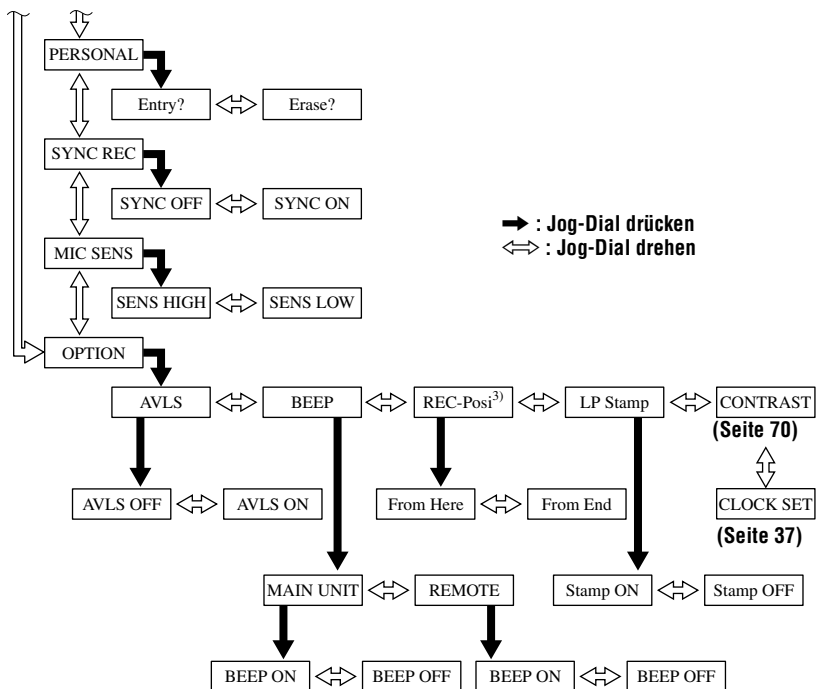 PERSONAL
Entry? Erase?
SYNC REC
SYNC OFF SYNC ON
: Jog-Dial drücken
: Jog-Dial drehen
MIC SENS
SENS HIGH SENS LOW
OPTION
AVLS BEEP REC-Posi3) LP Stamp CONTRAST
(Seite 70)
AVLS OFF AVLS ON From Here From End CLOCK SET
(Seite 37)
MAIN UNIT REMOTE Stamp ON Stamp OFF
BEEP ON BEEP OFF BEEP ON BEEP OFF